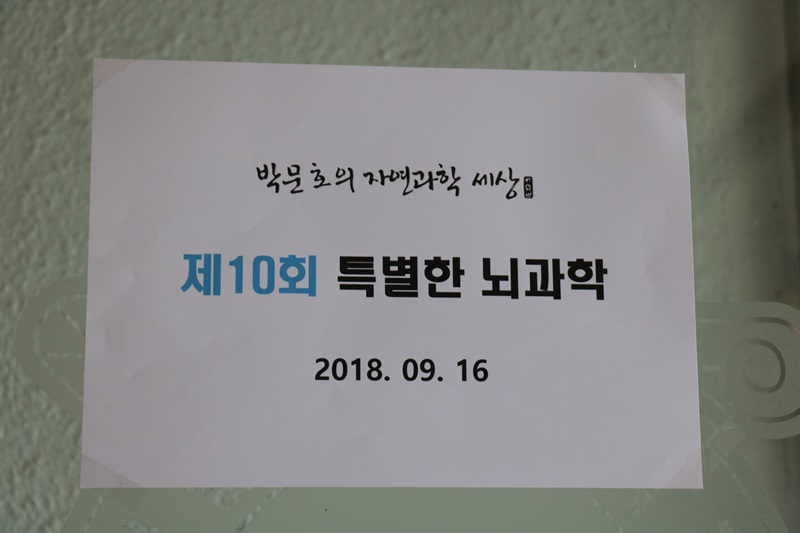 박문호의 자연과학 세상
제10회 특별한 뇌과학
2018. 09. 16